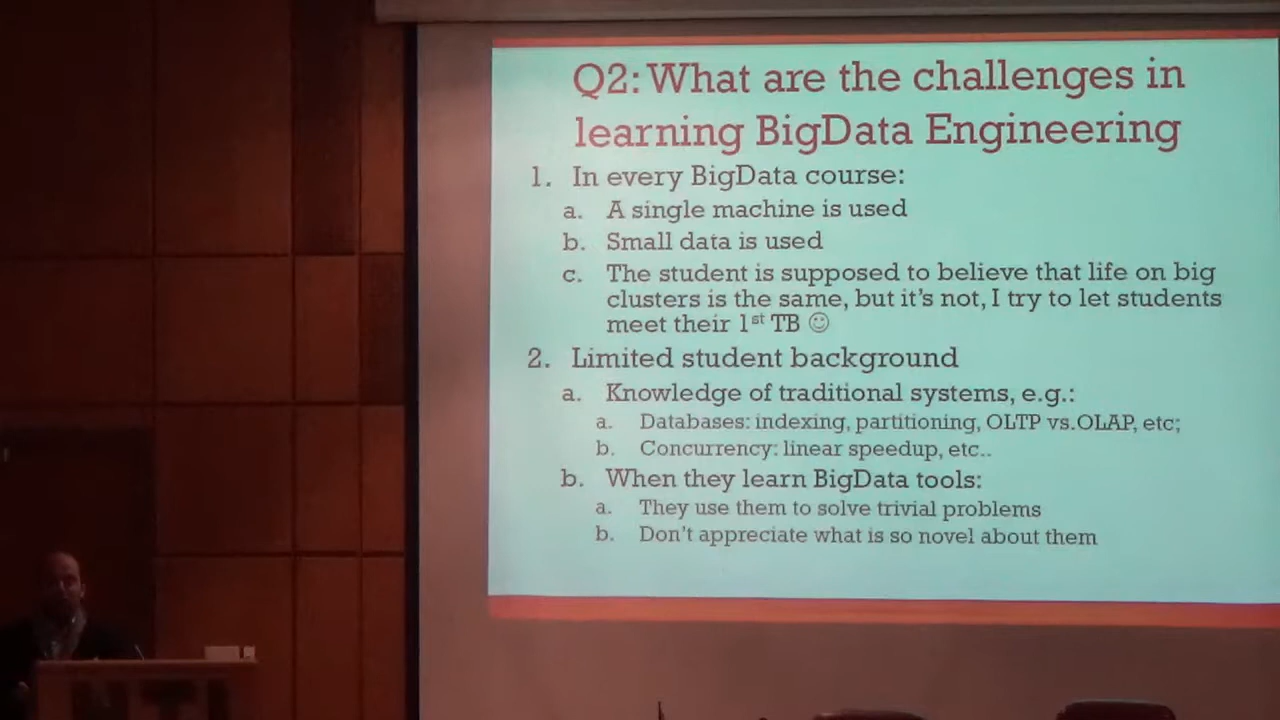 Q2: What are the challenges in
learning BigData Engineering
1. In every BigData course:
a. A single machine is used
b. Small data is used
c. The student is supposed to believe that life on big
clusters is the same, but it's not, I try to let students
meet their 1st TB ☺
2. Limited student background
a. Knowledge of traditional systems, e.g.:
a. Databases: indexing, partitioning, OLTP vs. OLAP, etc;
b. Concurrency: linear speedup, etc..
b. When they learn BigData tools:
a. They use them to solve trivial problems
b. Don't appreciate what is so novel about them